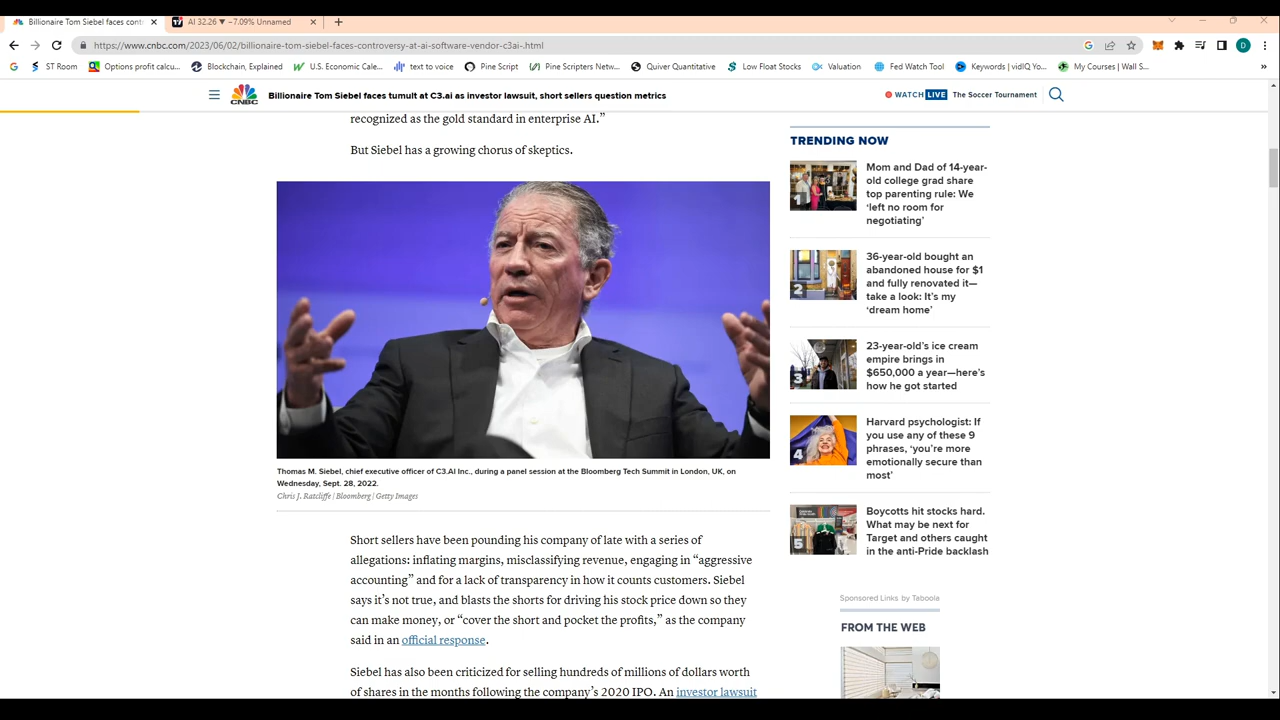 Billionaire Tom Siebel faces cont
AI 32.26 ▼ −7.09% Unnamed
https://www.cnbc.com/2023/06/02/billionaire-tom-siebel-faces-controversy-at-ai-software-vendor-c3ai-.html
D
ST Room
Options profit calcu...
Blockchain, Explained
U.S. Economic Cale...
text to voice
Pine Script
Pine Scripters Netw...
Quiver Quantitative
Low Float Stocks
Valuation
Fed Watch Tool
Keywords | vidIQ Yo...
My Courses | Wall S...
CNBC
Billionaire Tom Siebel faces tumult at C3.ai as investor lawsuit, short sellers question metrics
WATCH LIVE The Soccer Tournament
recognized as the gold standard in enterprise AI.”
But Siebel has a growing chorus of skeptics.
Thomas M. Siebel, chief executive officer of C3.AI Inc., during a panel session at the Bloomberg Tech Summit in London, UK, on
Wednesday, Sept. 28, 2022.
Chris J. Ratcliffe | Bloomberg | Getty Images
Short sellers have been pounding his company of late with a series of
allegations: inflating margins, misclassifying revenue, engaging in “aggressive
accounting” and for a lack of transparency in how it counts customers. Siebel
says it’s not true, and blasts the shorts for driving his stock price down so they
can make money, or “cover the short and pocket the profits,” as the company
said in an official response.
Siebel has also been criticized for selling hundreds of millions of dollars worth
of shares in the months following the company’s 2020 IPO. An investor lawsuit
TRENDING NOW
1
Mom and Dad of 14-year-
old college grad share
top parenting rule: We
‘left no room for
negotiating’
2
36-year-old bought an
abandoned house for $1
and fully renovated it—
take a look: It’s my
‘dream home’
3
23-year-old’s ice cream
empire brings in
$650,000 a year—here’s
how he got started
4
Harvard psychologist: If
you use any of these 9
phrases, ‘you’re more
emotionally secure than
most’
5
Boycotts hit stocks hard.
What may be next for
Target and others caught
in the anti-Pride backlash
Sponsored Links by Taboola
FROM THE WEB